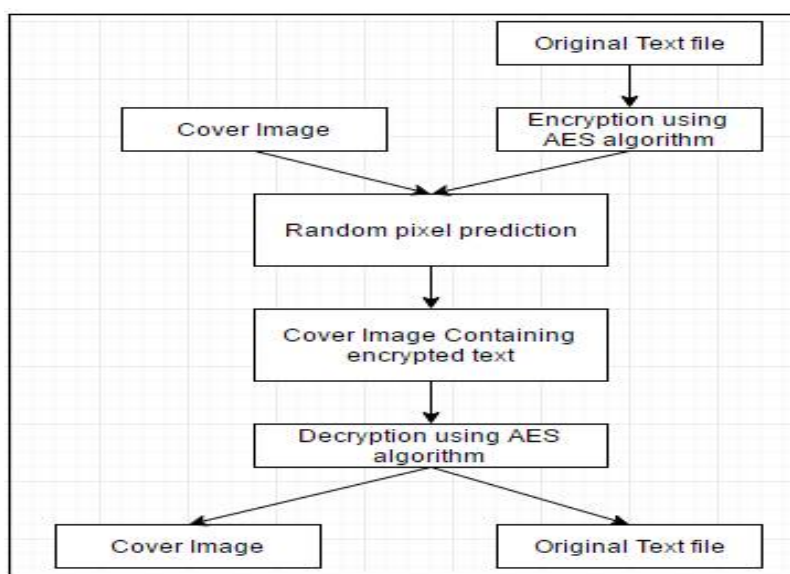 Original Text file
Cover Image
Encryption using
AES algorithm
Random pixel prediction
Cover Image Containing
encrypted text
Decryption using AES
algorithm
Cover Image
Original Text file